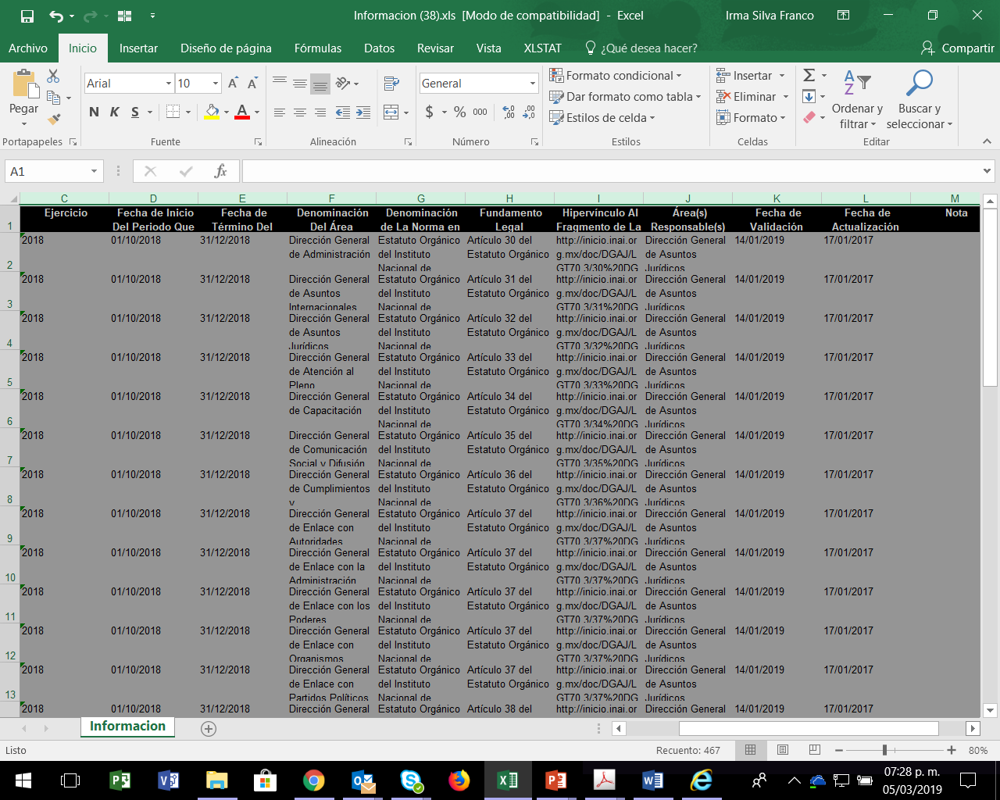 Informacion (38).xls  [Modo de compatibilidad]  -  Excel
Irma Silva Franco
Archivo Inicio Insertar Diseño de página Fórmulas Datos Revisar Vista XLSTAT ¿Qué desea hacer? Compartir
Pegar
Arial 10
N K S
General
$ % 000
Formato condicional
Dar formato como tabla
Estilos de celda
Insertar
Eliminar
Formato
Ordenar y filtrar
Buscar y seleccionar
Portapapeles Fuente Alineación Número Estilos Celdas Editar
A1 fx
C D E F G H I J K L M
1 Ejercicio Fecha de Inicio Fecha de Denominación Denominación Fundamento Hipervínculo Al Área(s) Fecha de Fecha de Nota
Del Periodo Que Término Del Del Área de La Norma en Legal Fragmento de La Responsable(s) Validación Actualización
2018 01/10/2018 31/12/2018 Dirección General Estatuto Orgánico Artículo 30 del http://inicio.inai.or Dirección General 14/01/2019 17/01/2017
de Administración del Instituto Estatuto Orgánico g.mx/doc/DGAJ/L de Asuntos
2 Nacional de GT70 3/30%20DG Jurídicos
2018 01/10/2018 31/12/2018 Dirección General Estatuto Orgánico Artículo 31 del http://inicio.inai.or Dirección General 14/01/2019 17/01/2017
de Asuntos del Instituto Estatuto Orgánico g.mx/doc/DGAJ/L de Asuntos
3 Internacionales Nacional de GT70 3/31%20DG Jurídicos
2018 01/10/2018 31/12/2018 Dirección General Estatuto Orgánico Artículo 32 del http://inicio.inai.or Dirección General 14/01/2019 17/01/2017
de Asuntos del Instituto Estatuto Orgánico g.mx/doc/DGAJ/L de Asuntos
4 Jurídicos Nacional de GT70 3/32%20DG Jurídicos
2018 01/10/2018 31/12/2018 Dirección General Estatuto Orgánico Artículo 33 del http://inicio.inai.or Dirección General 14/01/2019 17/01/2017
de Atención al del Instituto Estatuto Orgánico g.mx/doc/DGAJ/L de Asuntos
5 Pleno Nacional de GT70 3/33%20DG Jurídicos
2018 01/10/2018 31/12/2018 Dirección General Estatuto Orgánico Artículo 34 del http://inicio.inai.or Dirección General 14/01/2019 17/01/2017
de Capacitación del Instituto Estatuto Orgánico g.mx/doc/DGAJ/L de Asuntos
6 Nacional de GT70 3/34%20DG Jurídicos
2018 01/10/2018 31/12/2018 Dirección General Estatuto Orgánico Artículo 35 del http://inicio.inai.or Dirección General 14/01/2019 17/01/2017
de Comunicación del Instituto Estatuto Orgánico g.mx/doc/DGAJ/L de Asuntos
7 Social y Difusión Nacional de GT70 3/35%20DG Jurídicos
2018 01/10/2018 31/12/2018 Dirección General Estatuto Orgánico Artículo 36 del http://inicio.inai.or Dirección General 14/01/2019 17/01/2017
de Cumplimientos del Instituto Estatuto Orgánico g.mx/doc/DGAJ/L de Asuntos
8 y Nacional de GT70 3/36%20DG Jurídicos
2018 01/10/2018 31/12/2018 Dirección General Estatuto Orgánico Artículo 37 del http://inicio.inai.or Dirección General 14/01/2019 17/01/2017
de Enlace con del Instituto Estatuto Orgánico g.mx/doc/DGAJ/L de Asuntos
9 Autoridades Nacional de GT70 3/37%20DG Jurídicos
2018 01/10/2018 31/12/2018 Dirección General Estatuto Orgánico Artículo 37 del http://inicio.inai.or Dirección General 14/01/2019 17/01/2017
de Enlace con la del Instituto Estatuto Orgánico g.mx/doc/DGAJ/L de Asuntos
10 Administración Nacional de GT70 3/37%20DG Jurídicos
2018 01/10/2018 31/12/2018 Dirección General Estatuto Orgánico Artículo 37 del http://inicio.inai.or Dirección General 14/01/2019 17/01/2017
de Enlace con los del Instituto Estatuto Orgánico g.mx/doc/DGAJ/L de Asuntos
11 Poderes Nacional de GT70 3/37%20DG Jurídicos
2018 01/10/2018 31/12/2018 Dirección General Estatuto Orgánico Artículo 37 del http://inicio.inai.or Dirección General 14/01/2019 17/01/2017
de Enlace con del Instituto Estatuto Orgánico g.mx/doc/DGAJ/L de Asuntos
12 Organismos Nacional de GT70 3/37%20DG Jurídicos
2018 01/10/2018 31/12/2018 Dirección General Estatuto Orgánico Artículo 37 del http://inicio.inai.or Dirección General 14/01/2019 17/01/2017
de Enlace con del Instituto Estatuto Orgánico g.mx/doc/DGAJ/L de Asuntos
13 Partidos Políticos Nacional de GT70 3/37%20DG Jurídicos
2018 01/10/2018 31/12/2018 Dirección General Estatuto Orgánico Artículo 38 del http://inicio.inai.or Dirección General 14/01/2019 17/01/2017
Informacion
Listo Recuento: 467 80%
07:28 p. m.
05/03/2019